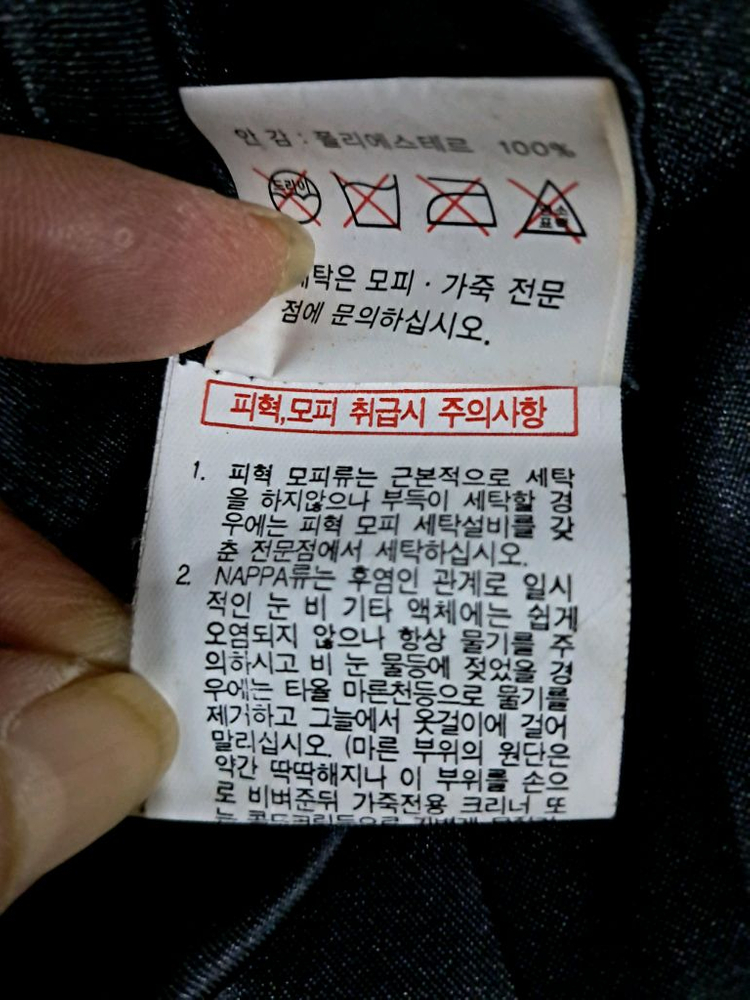 안 감 : 폴리에스테르 100%
드라이
염소
표백
세탁은 모피·가죽 전문
점에 문의하십시오.
피혁,모피 취급시 주의사항
1. 피혁 모피류는 근본적으로 세탁
을 하지않으나 부득이 세탁할 경
우에는 피혁 모피 세탁설비를 갖
춘 전문점에서 세탁하십시오.
2. NAPPA류는 후염인 관계로 일시
적인 눈 비 기타 액체에는 쉽게
오염되지 않으나 항상 물기를 주
의하시고 비 눈 물등에 젖었을 경
우에는 타올 마른천등으로 물기를
제거하고 그늘에서 옷걸이에 걸어
말리십시오. (마른 부위의 원단은
약간 딱딱해지나 이 부위를 손으
로 비벼준뒤 가죽전용 크리너 또